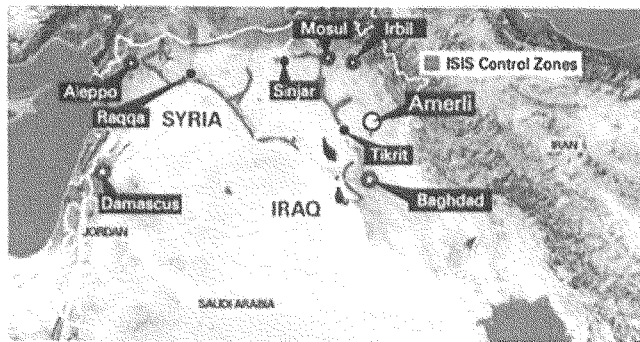 Mosul
Irbil
ISIS Control Zones
Aleppo
Sinjar
Amerli
Raqqa
SYRIA
Tikrit
IRAN
Damascus
IRAQ
Baghdad
JORDAN
SAUDI ARABIA